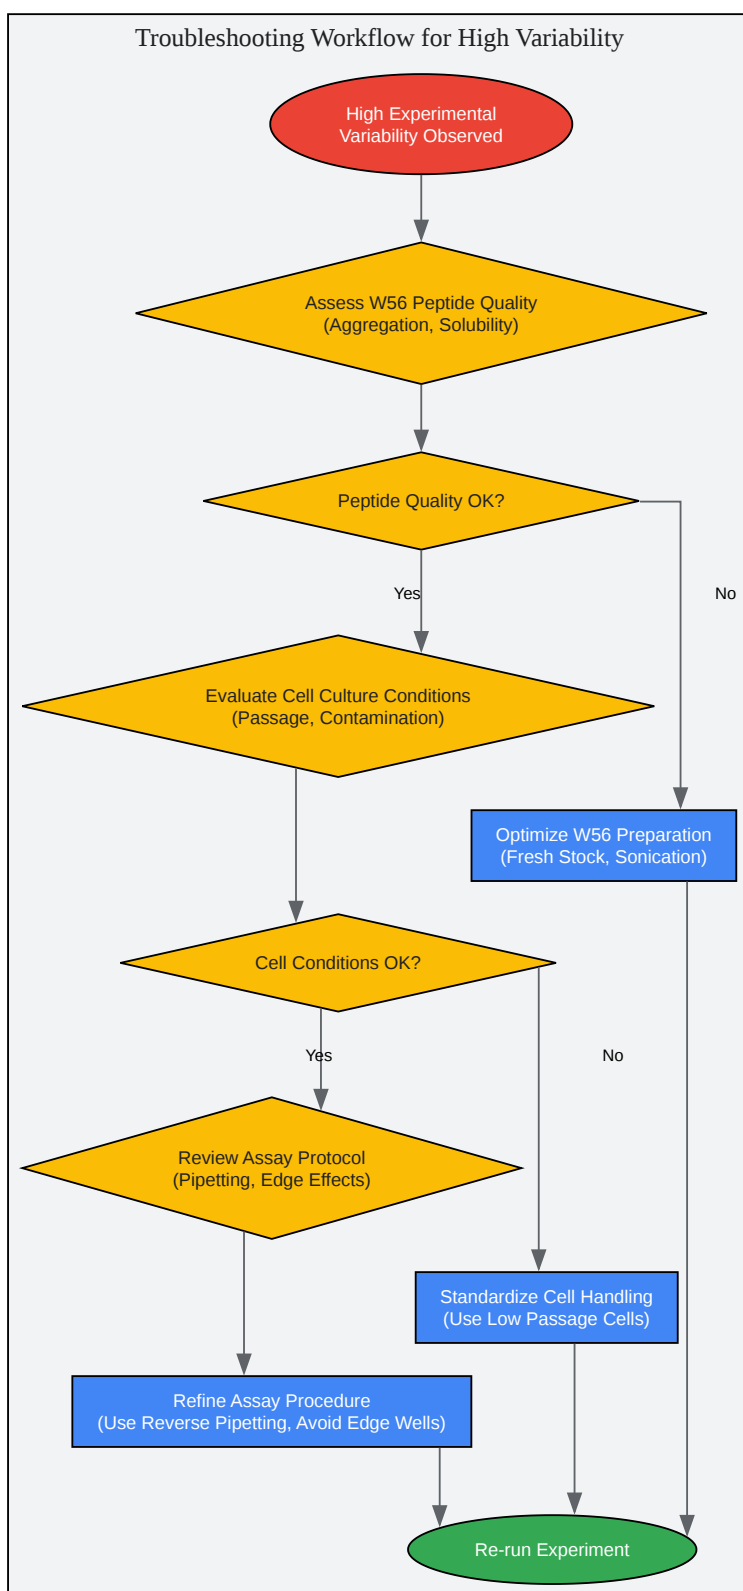 Troubleshooting Workflow for High Variability
High Experimental
Variability Observed
Assess W56 Peptide Quality
(Aggregation, Solubility)
Peptide Quality OK?
Yes
No
Evaluate Cell Culture Conditions
(Passage, Contamination)
Optimize W56 Preparation
(Fresh Stock, Sonication)
Cell Conditions OK?
Yes
No
Review Assay Protocol
(Pipetting, Edge Effects)
Standardize Cell Handling
(Use Low Passage Cells)
Refine Assay Procedure
(Use Reverse Pipetting, Avoid Edge Wells)
Re-run Experiment